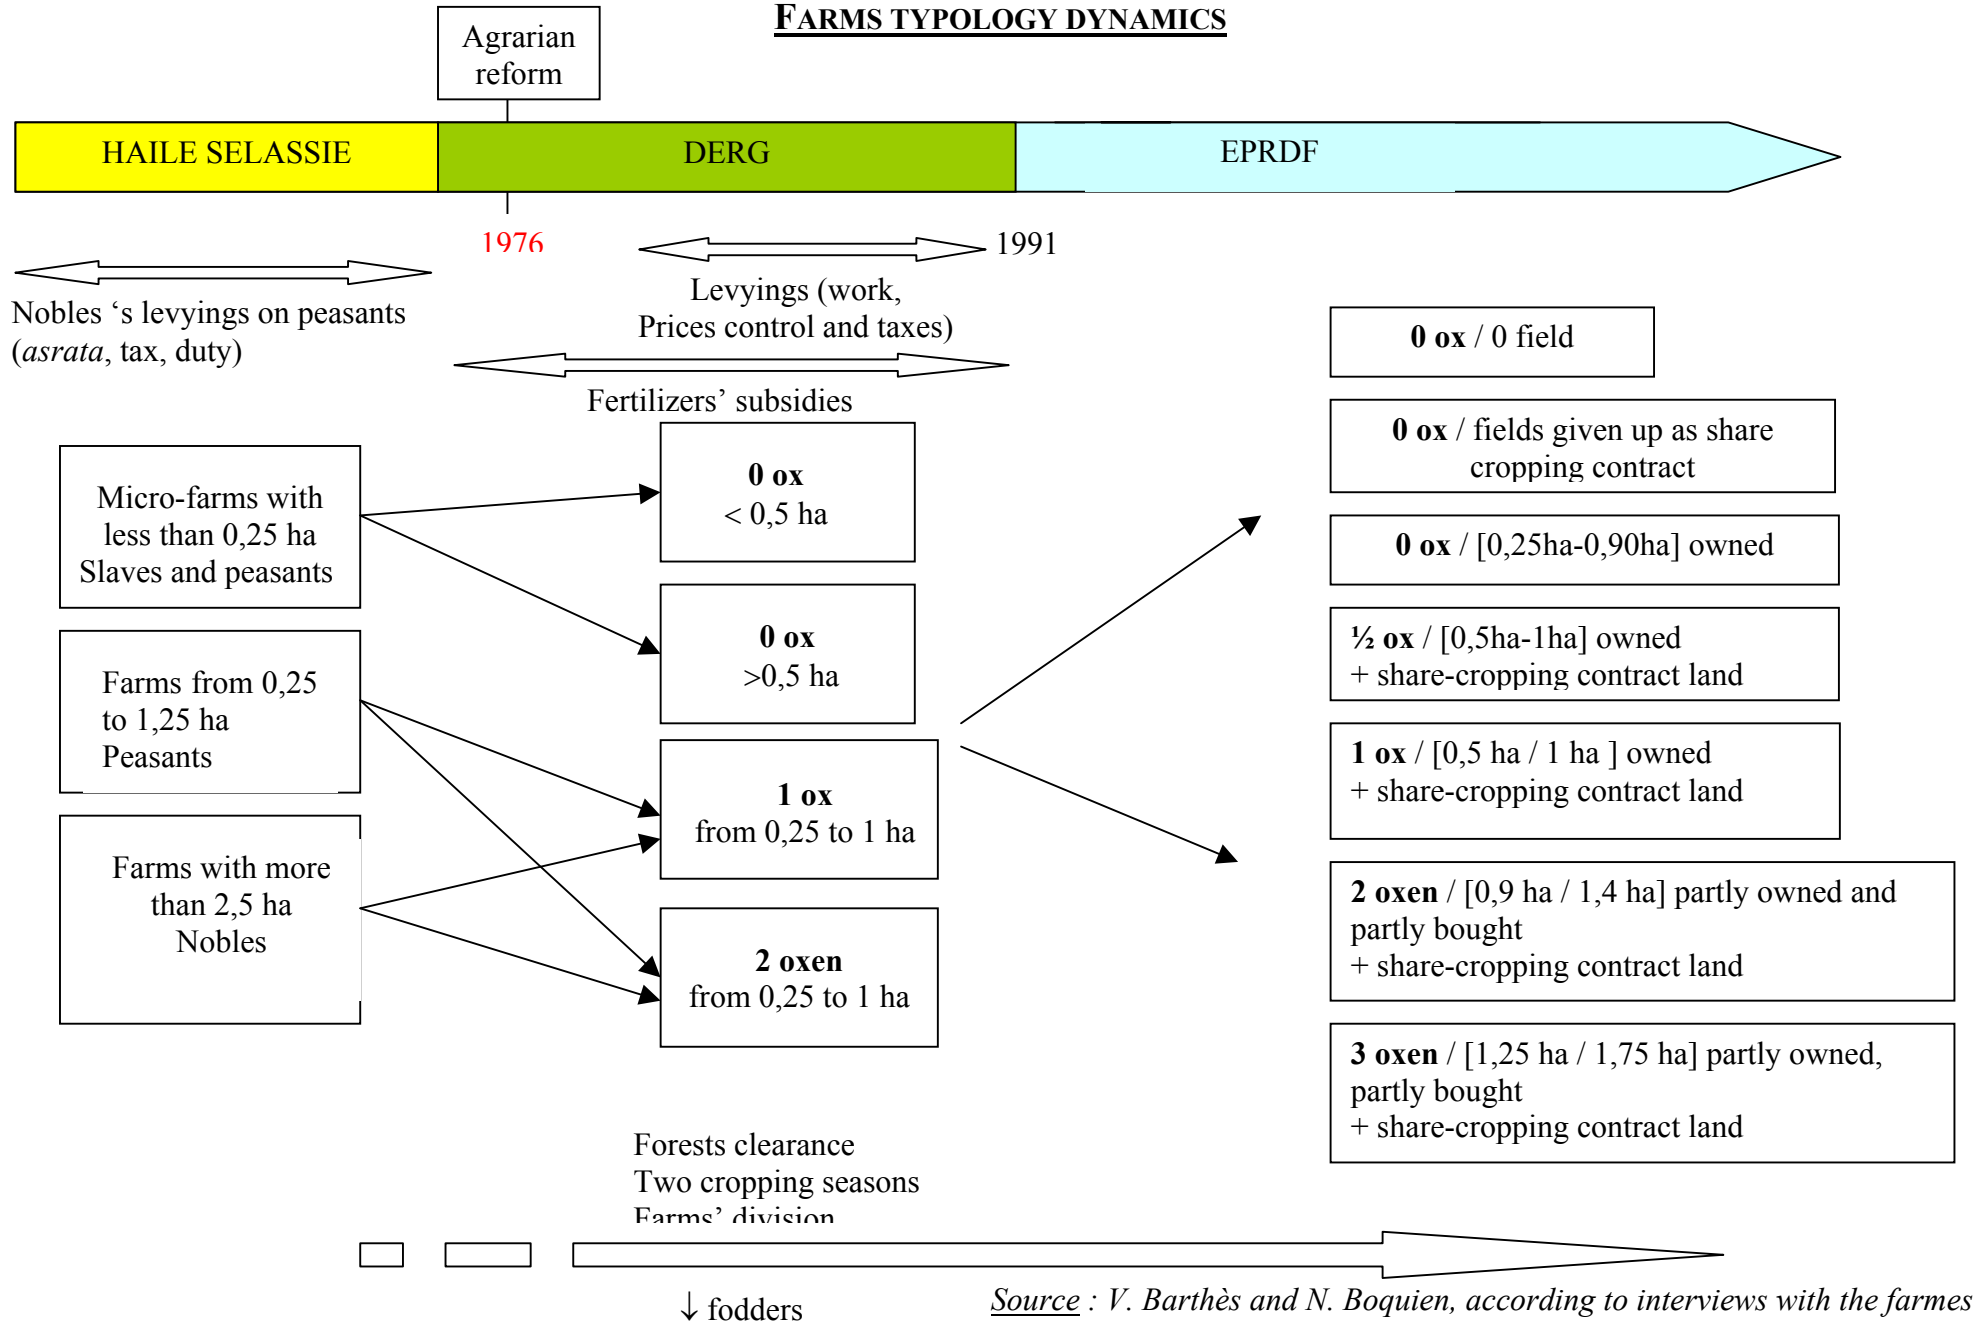 FARMS TYPOLOGY DYNAMICS
Agrarian
reform
HAILE SELASSIE
DERG
EPRDF
1976
1991
Nobles ‘s levyings on peasants
(asrata, tax, duty)
Levyings (work,
Prices control and taxes)
Fertilizers’ subsidies
Micro-farms with
less than 0,25 ha
Slaves and peasants
Farms from 0,25
to 1,25 ha
Peasants
Farms with more
than 2,5 ha
Nobles
0 ox
< 0,5 ha
0 ox
>0,5 ha
1 ox
from 0,25 to 1 ha
2 oxen
from 0,25 to 1 ha
0 ox / 0 field
0 ox / fields given up as share
cropping contract
0 ox / [0,25ha-0,90ha] owned
½ ox / [0,5ha-1ha] owned
+ share-cropping contract land
1 ox / [0,5 ha / 1 ha ] owned
+ share-cropping contract land
2 oxen / [0,9 ha / 1,4 ha] partly owned and
partly bought
+ share-cropping contract land
3 oxen / [1,25 ha / 1,75 ha] partly owned,
partly bought
+ share-cropping contract land
Forests clearance
Two cropping seasons
Farms’ division
↓ fodders
Source : V. Barthès and N. Boquien, according to interviews with the farmes